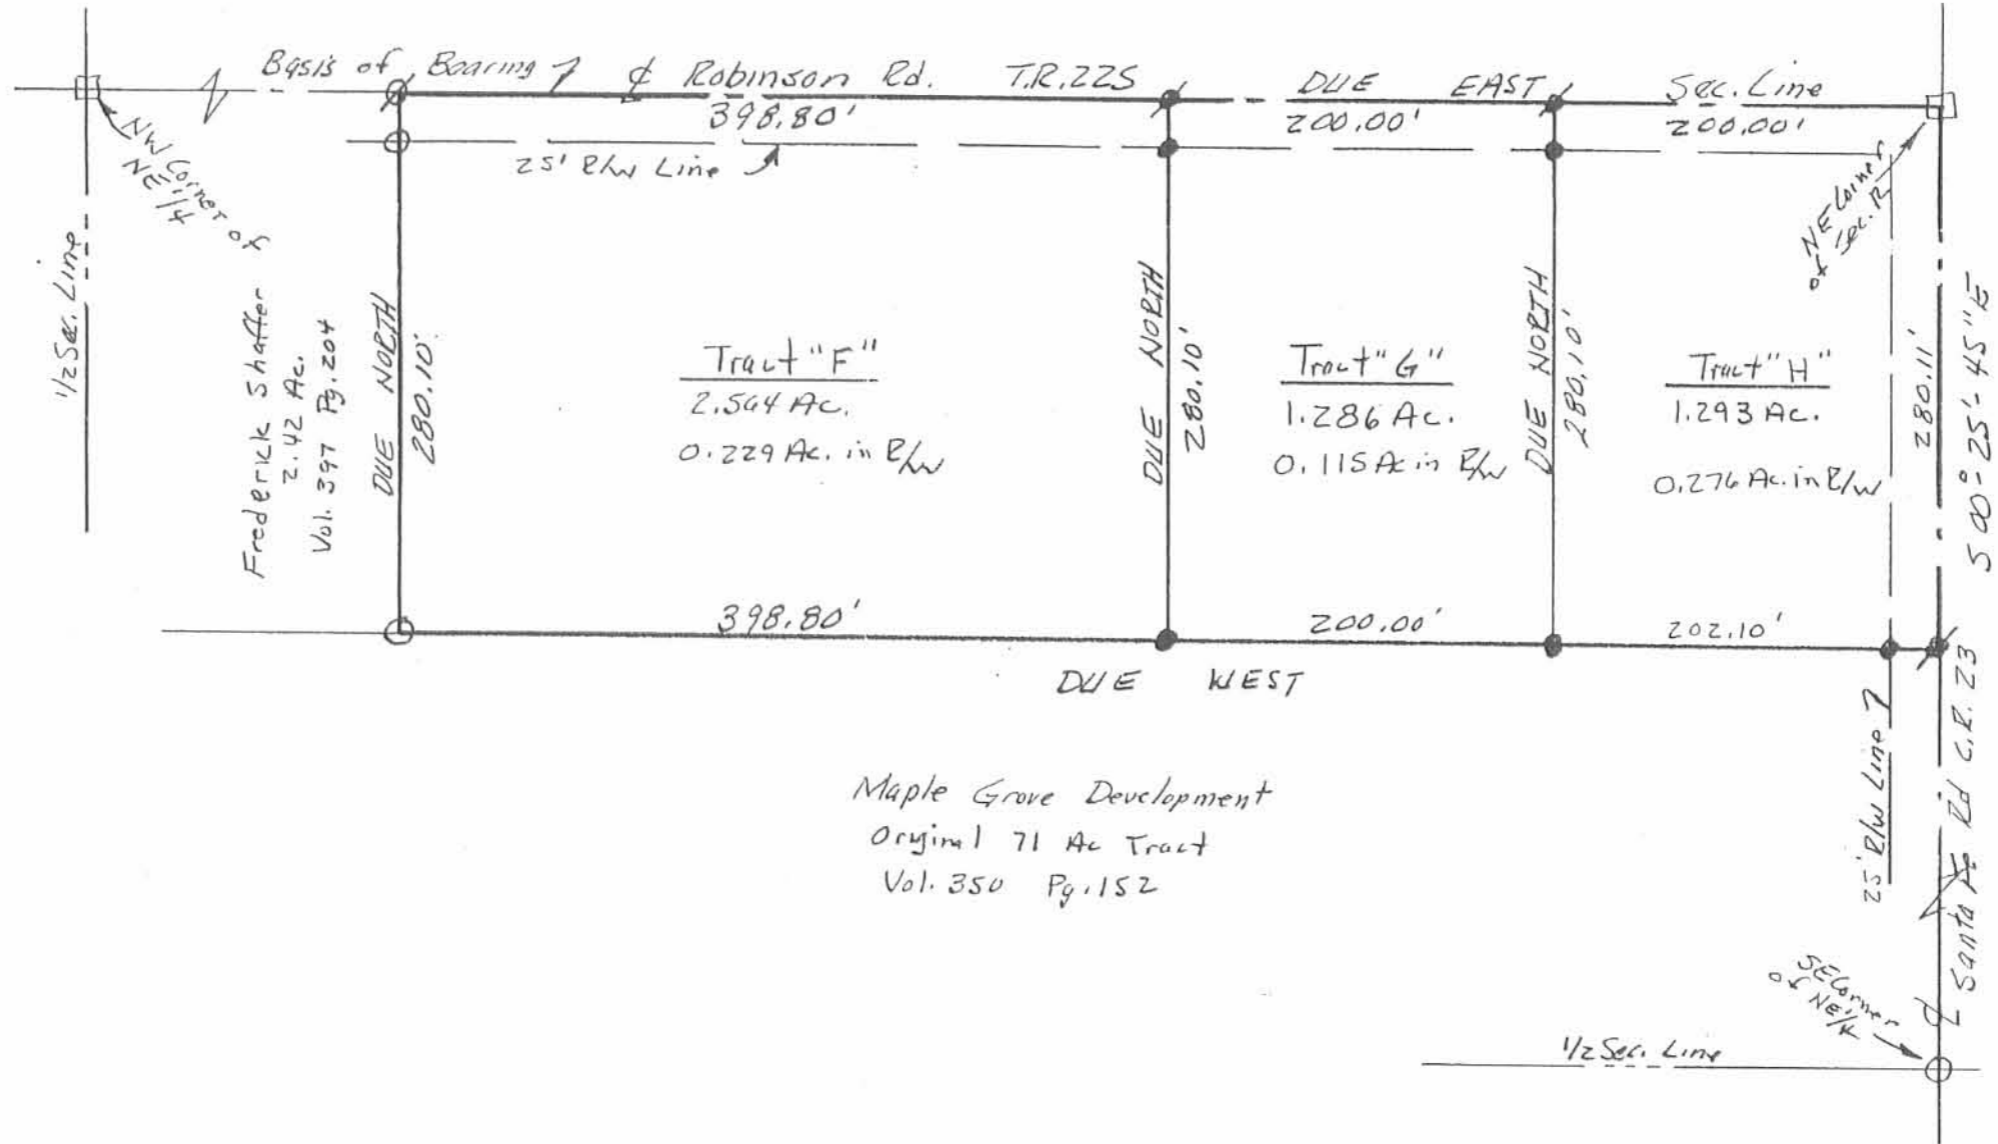 Basis of Bearing ℄ Robinson Rd. T.R.225 DUE EAST Sec. Line
398.80' 200.00' 200.00'
25' R/W Line
NW Corner of
NE 1/4
NE Corner
of Sec.
1/2 Sec. Line
Frederick Shaffer
2.42 Ac.
Vol. 397 Pg. 204
DUE NORTH
280.10'
Tract "F"
2.564 Ac.
0.229 Ac. in R/W
DUE NORTH
280.10'
Tract "G"
1.286 Ac.
0.115 Ac in R/W
DUE NORTH
280.10'
Tract "H"
1.293 Ac.
0.276 Ac. in R/W
280.11'
S 00°-25'-45" E
398.80' 200.00' 202.10'
DUE WEST
Maple Grove Development
Original 71 Ac Tract
Vol. 350 Pg. 152
25' R/W Line
℄ Santa Fe Rd C.R. 23
SE Corner
of NE 1/4
1/2 Sec. Line